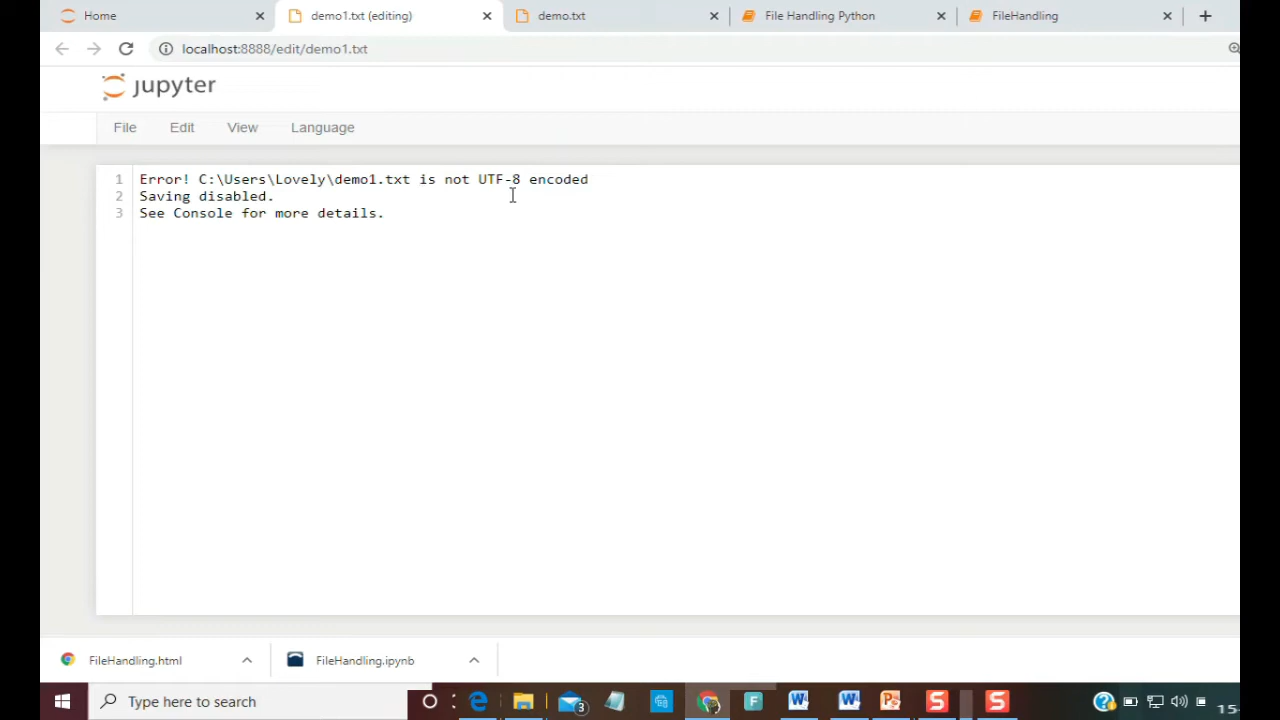 Home
demo1.txt (editing)
demo.txt
File Handling Python
FileHandling
localhost:8888/edit/demo1.txt
jupyter
File Edit View Language
1 Error! C:\Users\Lovely\demo1.txt is not UTF-8 encoded
2 Saving disabled.
3 See Console for more details.
FileHandling.html
FileHandling.ipynb
Type here to search
3
F
W
W
P
S
S
15